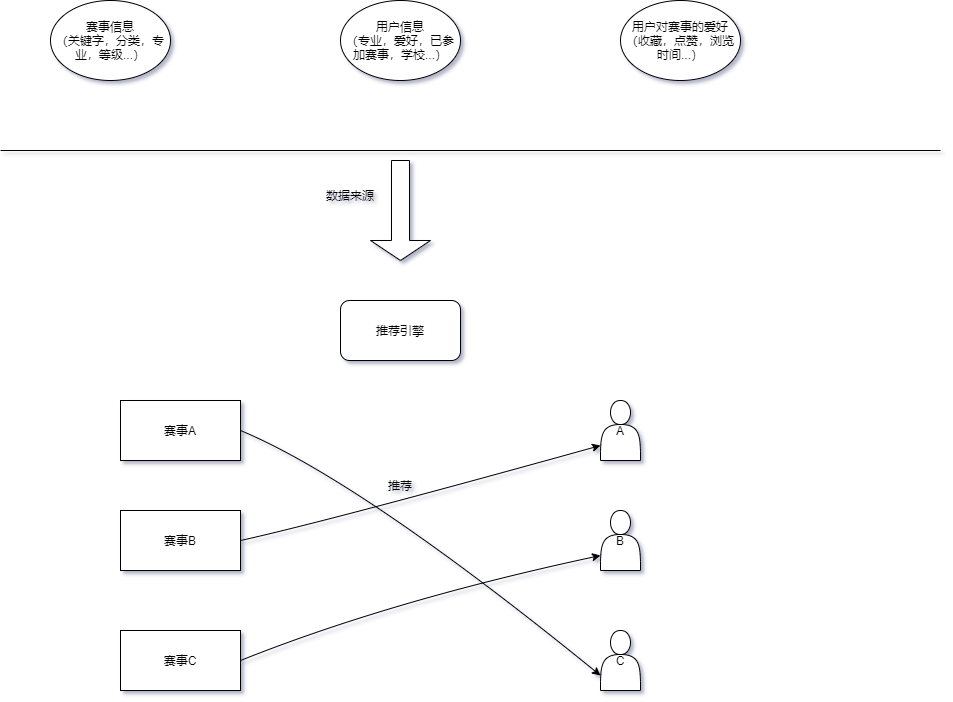 赛事信息
（关键字，分类，专
业，等级...）
用户信息
（专业，爱好，已参
加赛事，学校...）
用户对赛事的爱好
（收藏，点赞，浏览
时间...）
数据来源
推荐引擎
赛事A
A
推荐
赛事B
B
赛事C
C